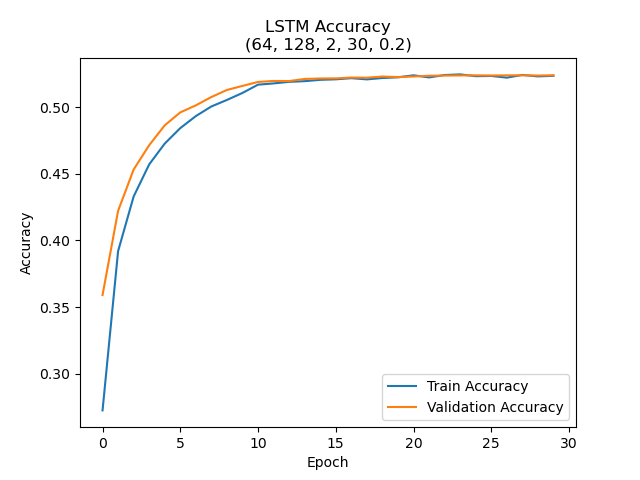 LSTM Accuracy
(64, 128, 2, 30, 0.2)
0.50
0.45
0.40
0.35
0.30
Accuracy
Train Accuracy
Validation Accuracy
0 5 10 15 20 25 30
Epoch